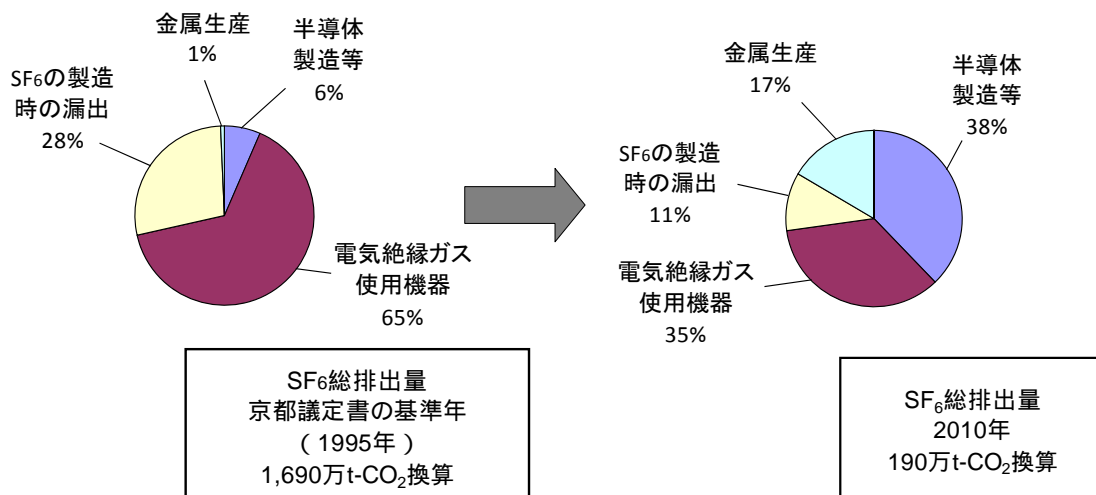 金属生産
1%
半導体
製造等
6%
SF6の製造
時の漏出
28%
電気絶縁ガス
使用機器
65%
SF6総排出量
京都議定書の基準年
（1995年）
1,690万t-CO2換算
金属生産
17%
半導体
製造等
38%
SF6の製造
時の漏出
11%
電気絶縁ガス
使用機器
35%
SF6総排出量
2010年
190万t-CO2換算